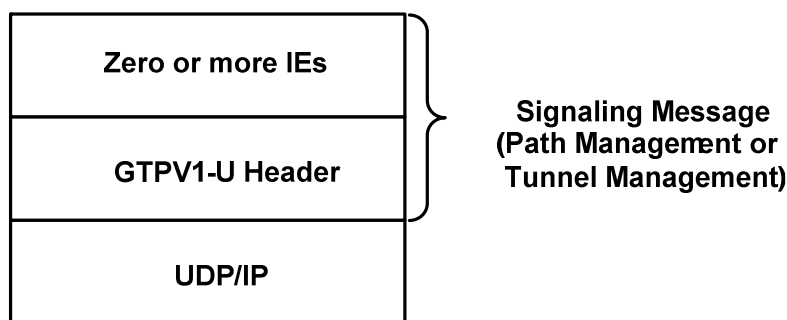 Zero or more IEs
GTPV1-U Header
UDP/IP
Signaling Message
(Path Management or
Tunnel Management)